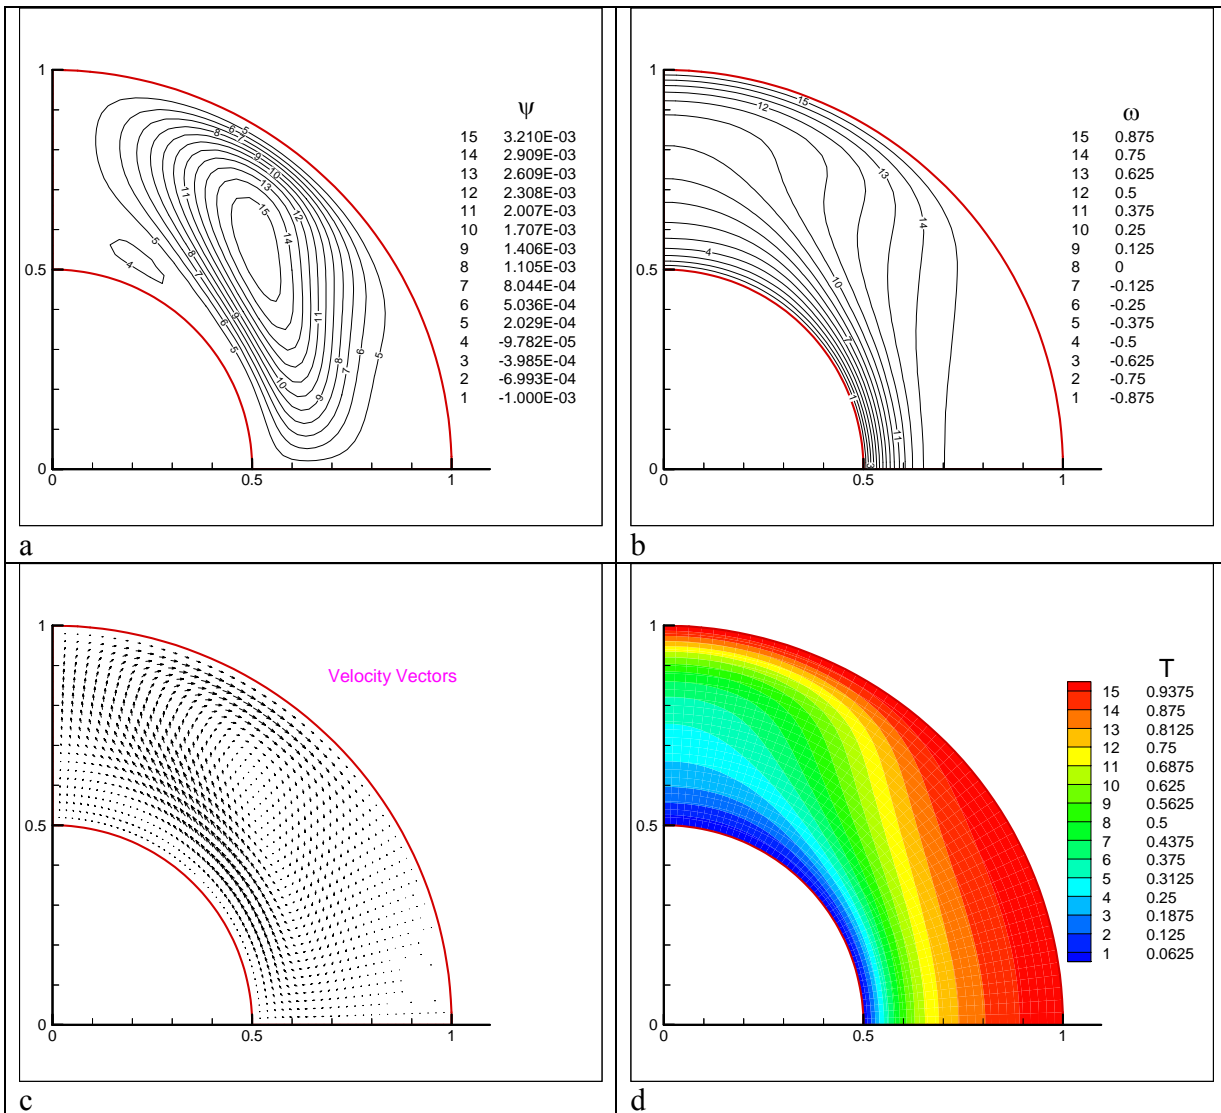 ψ
15 3.210E-03
14 2.909E-03
13 2.609E-03
12 2.308E-03
11 2.007E-03
10 1.707E-03
9 1.406E-03
8 1.105E-03
7 8.044E-04
6 5.036E-04
5 2.029E-04
4 -9.782E-05
3 -3.985E-04
2 -6.993E-04
1 -1.000E-03
1
0.5
0
0 0.5 1
a
ω
15 0.875
14 0.75
13 0.625
12 0.5
11 0.375
10 0.25
9 0.125
8 0
7 -0.125
6 -0.25
5 -0.375
4 -0.5
3 -0.625
2 -0.75
1 -0.875
1
0.5
0
0 0.5 1
b
Velocity Vectors
1
0.5
0
0 0.5 1
c
T
15 0.9375
14 0.875
13 0.8125
12 0.75
11 0.6875
10 0.625
9 0.5625
8 0.5
7 0.4375
6 0.375
5 0.3125
4 0.25
3 0.1875
2 0.125
1 0.0625
1
0.5
0
0 0.5 1
d